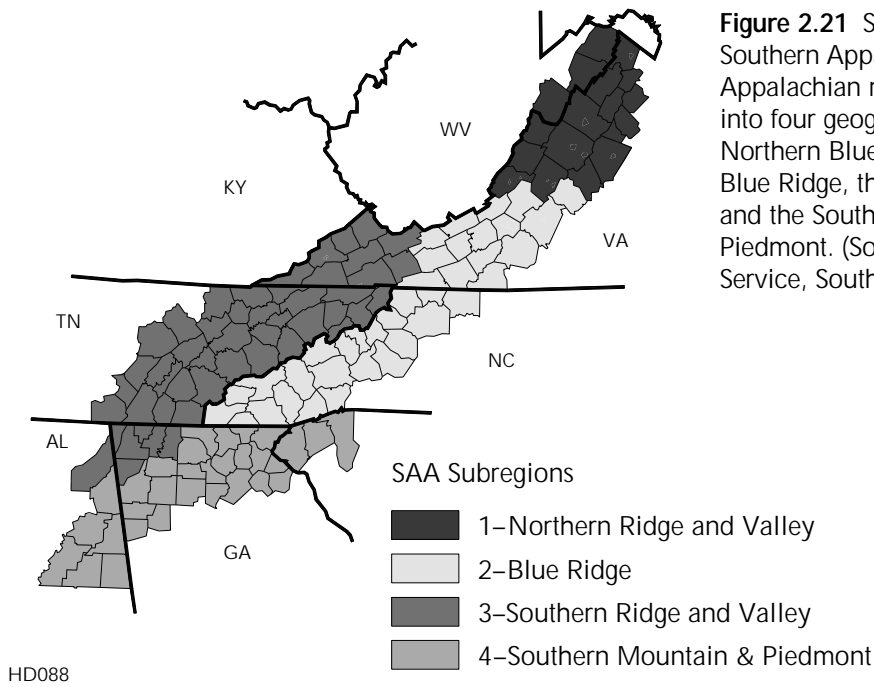 Figure 2.21 S
Southern App
Appalachian
into four geog
Northern Blue
Blue Ridge, th
and the South
Piedmont. (So
Service, South
WV
KY
VA
TN
NC
AL
GA
SAA Subregions
1–Northern Ridge and Valley
2–Blue Ridge
3–Southern Ridge and Valley
4–Southern Mountain & Piedmont
HD088